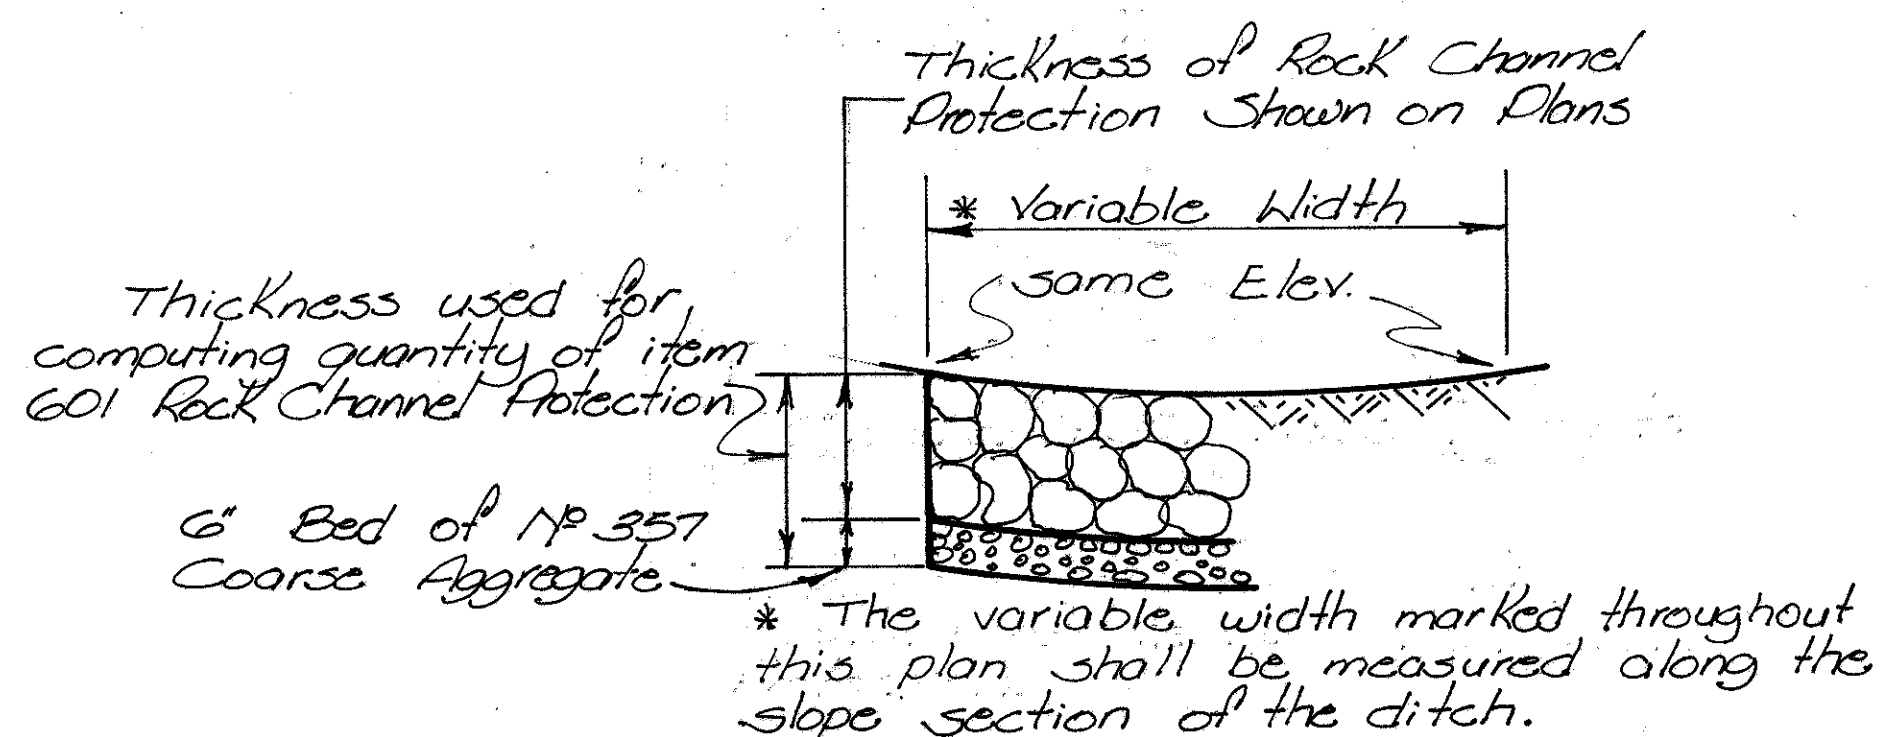 Thickness of Rock Channel
Protection Shown on Plans
* Variable Width
same Elev.
Thickness used for
computing quantity of item
601 Rock Channel Protection
6" Bed of Nº 357
Coarse Aggregate
* The variable width marked throughout
this plan shall be measured along the
slope section of the ditch.